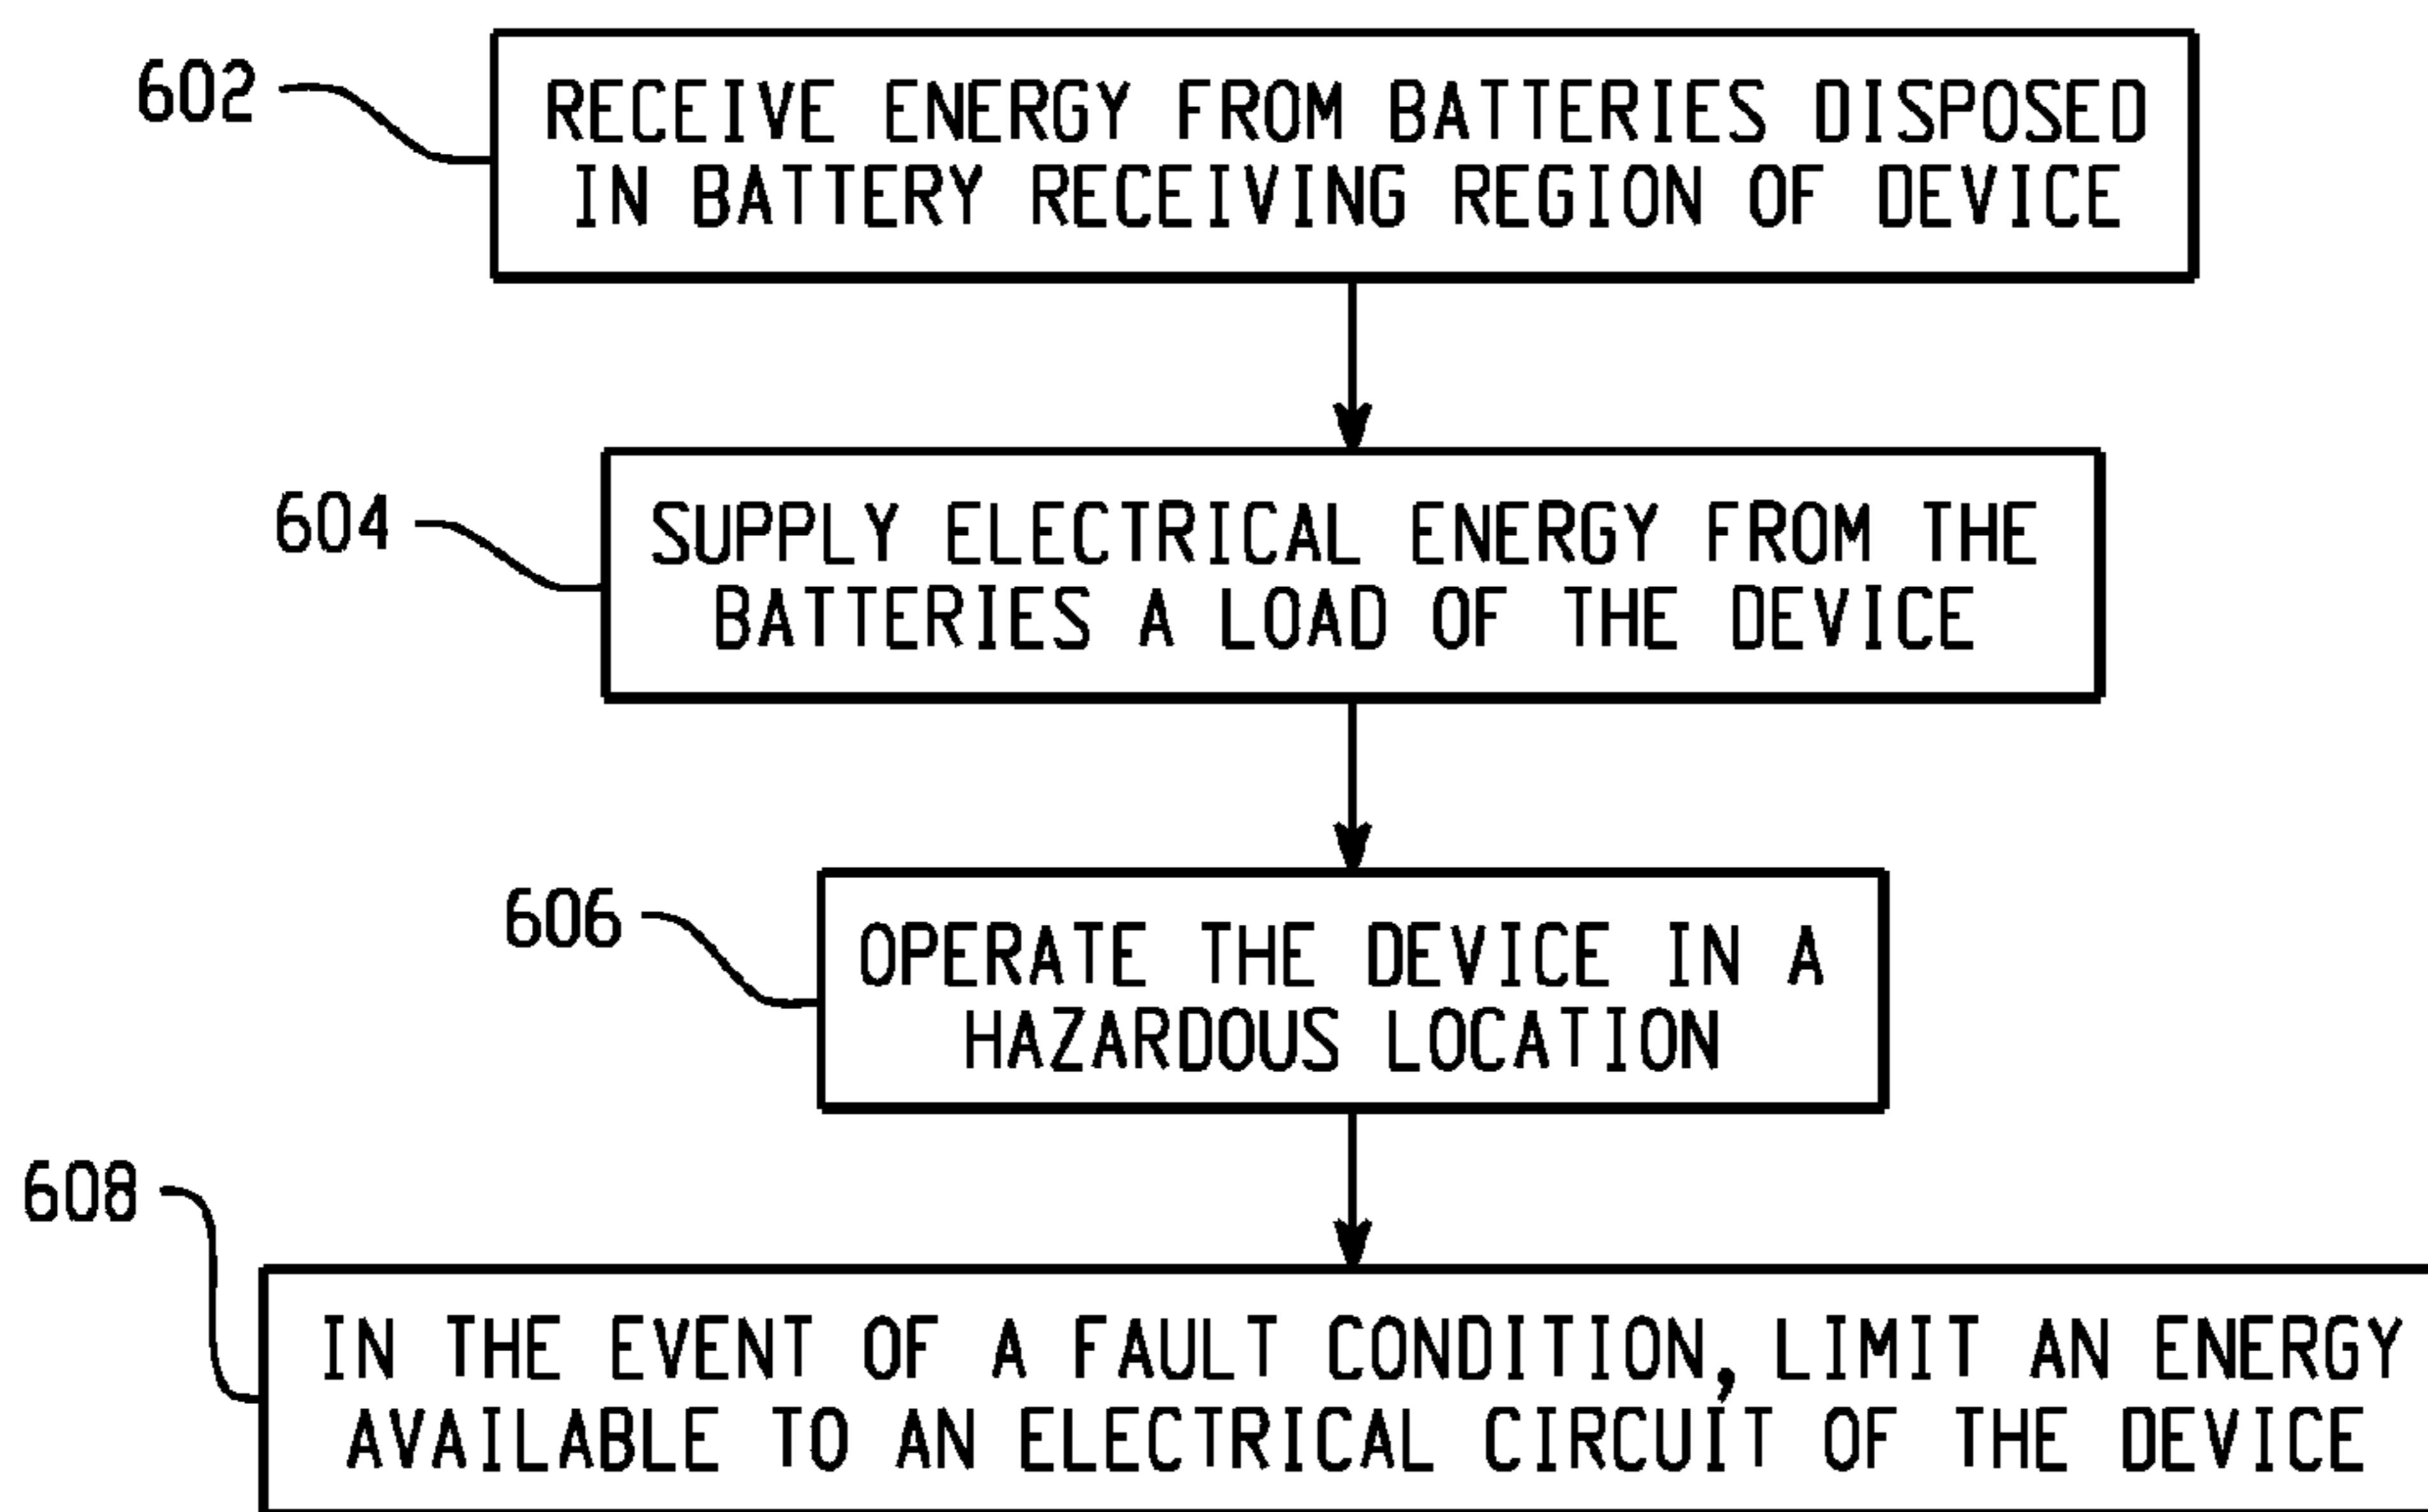 602
RECEIVE ENERGY FROM BATTERIES DISPOSED
IN BATTERY RECEIVING REGION OF DEVICE
604
SUPPLY ELECTRICAL ENERGY FROM THE
BATTERIES A LOAD OF THE DEVICE
606
OPERATE THE DEVICE IN A
HAZARDOUS LOCATION
608
IN THE EVENT OF A FAULT CONDITION, LIMIT AN ENERGY
AVAILABLE TO AN ELECTRICAL CIRCUIT OF THE DEVICE